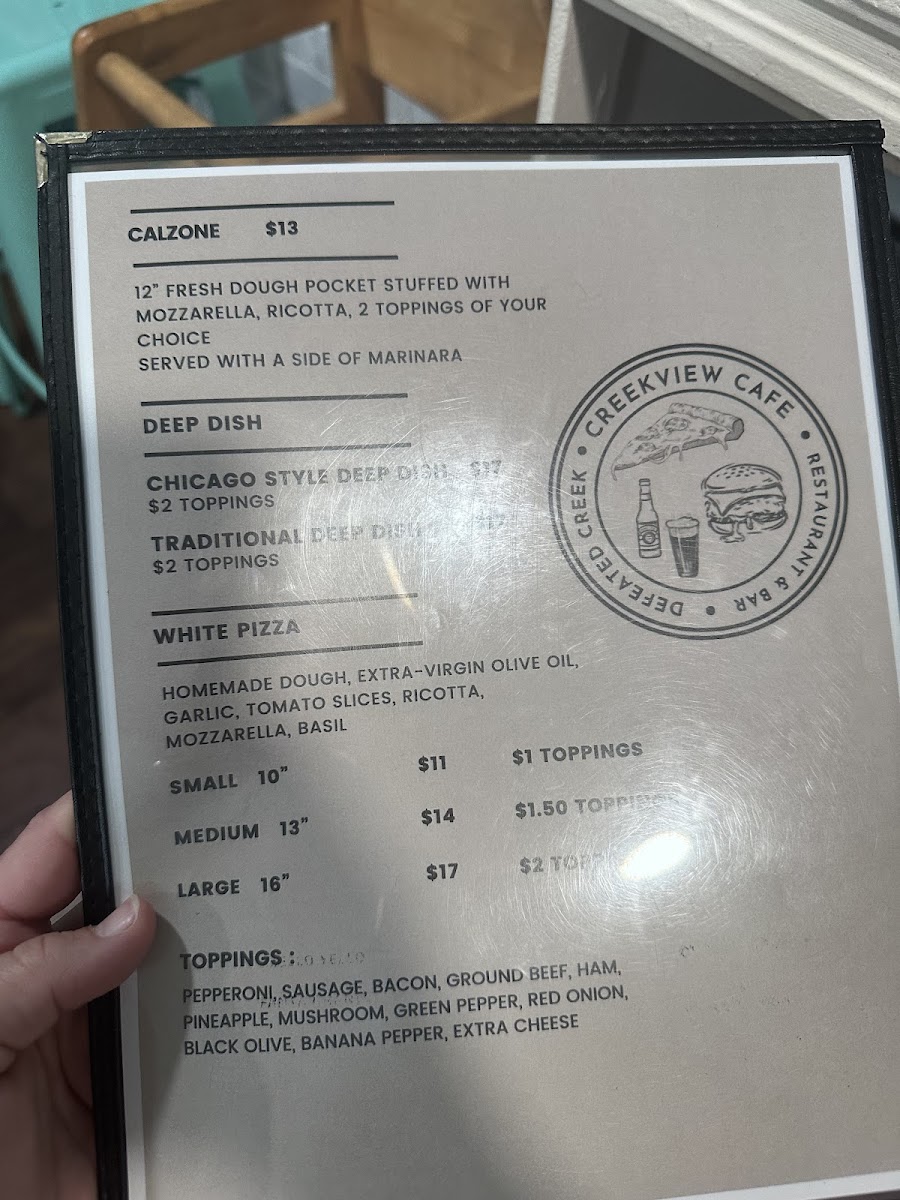 CALZONE $13
12" FRESH DOUGH POCKET STUFFED WITH
MOZZARELLA, RICOTTA, 2 TOPPINGS OF YOUR
CHOICE
SERVED WITH A SIDE OF MARINARA
DEEP DISH
CHICAGO STYLE DEEP DISH $17
$2 TOPPINGS
TRADITIONAL DEEP DISH $17
$2 TOPPINGS
CREEKVIEW CAFE • RESTAURANT & BAR • DEFEATED CREEK •
WHITE PIZZA
HOMEMADE DOUGH, EXTRA-VIRGIN OLIVE OIL,
GARLIC, TOMATO SLICES, RICOTTA,
MOZZARELLA, BASIL
SMALL 10" $11 $1 TOPPINGS
MEDIUM 13" $14 $1.50 TOPPINGS
LARGE 16" $17 $2
TOPPINGS :
PEPPERONI, SAUSAGE, BACON, GROUND BEEF, HAM,
PINEAPPLE, MUSHROOM, GREEN PEPPER, RED ONION,
BLACK OLIVE, BANANA PEPPER, EXTRA CHEESE